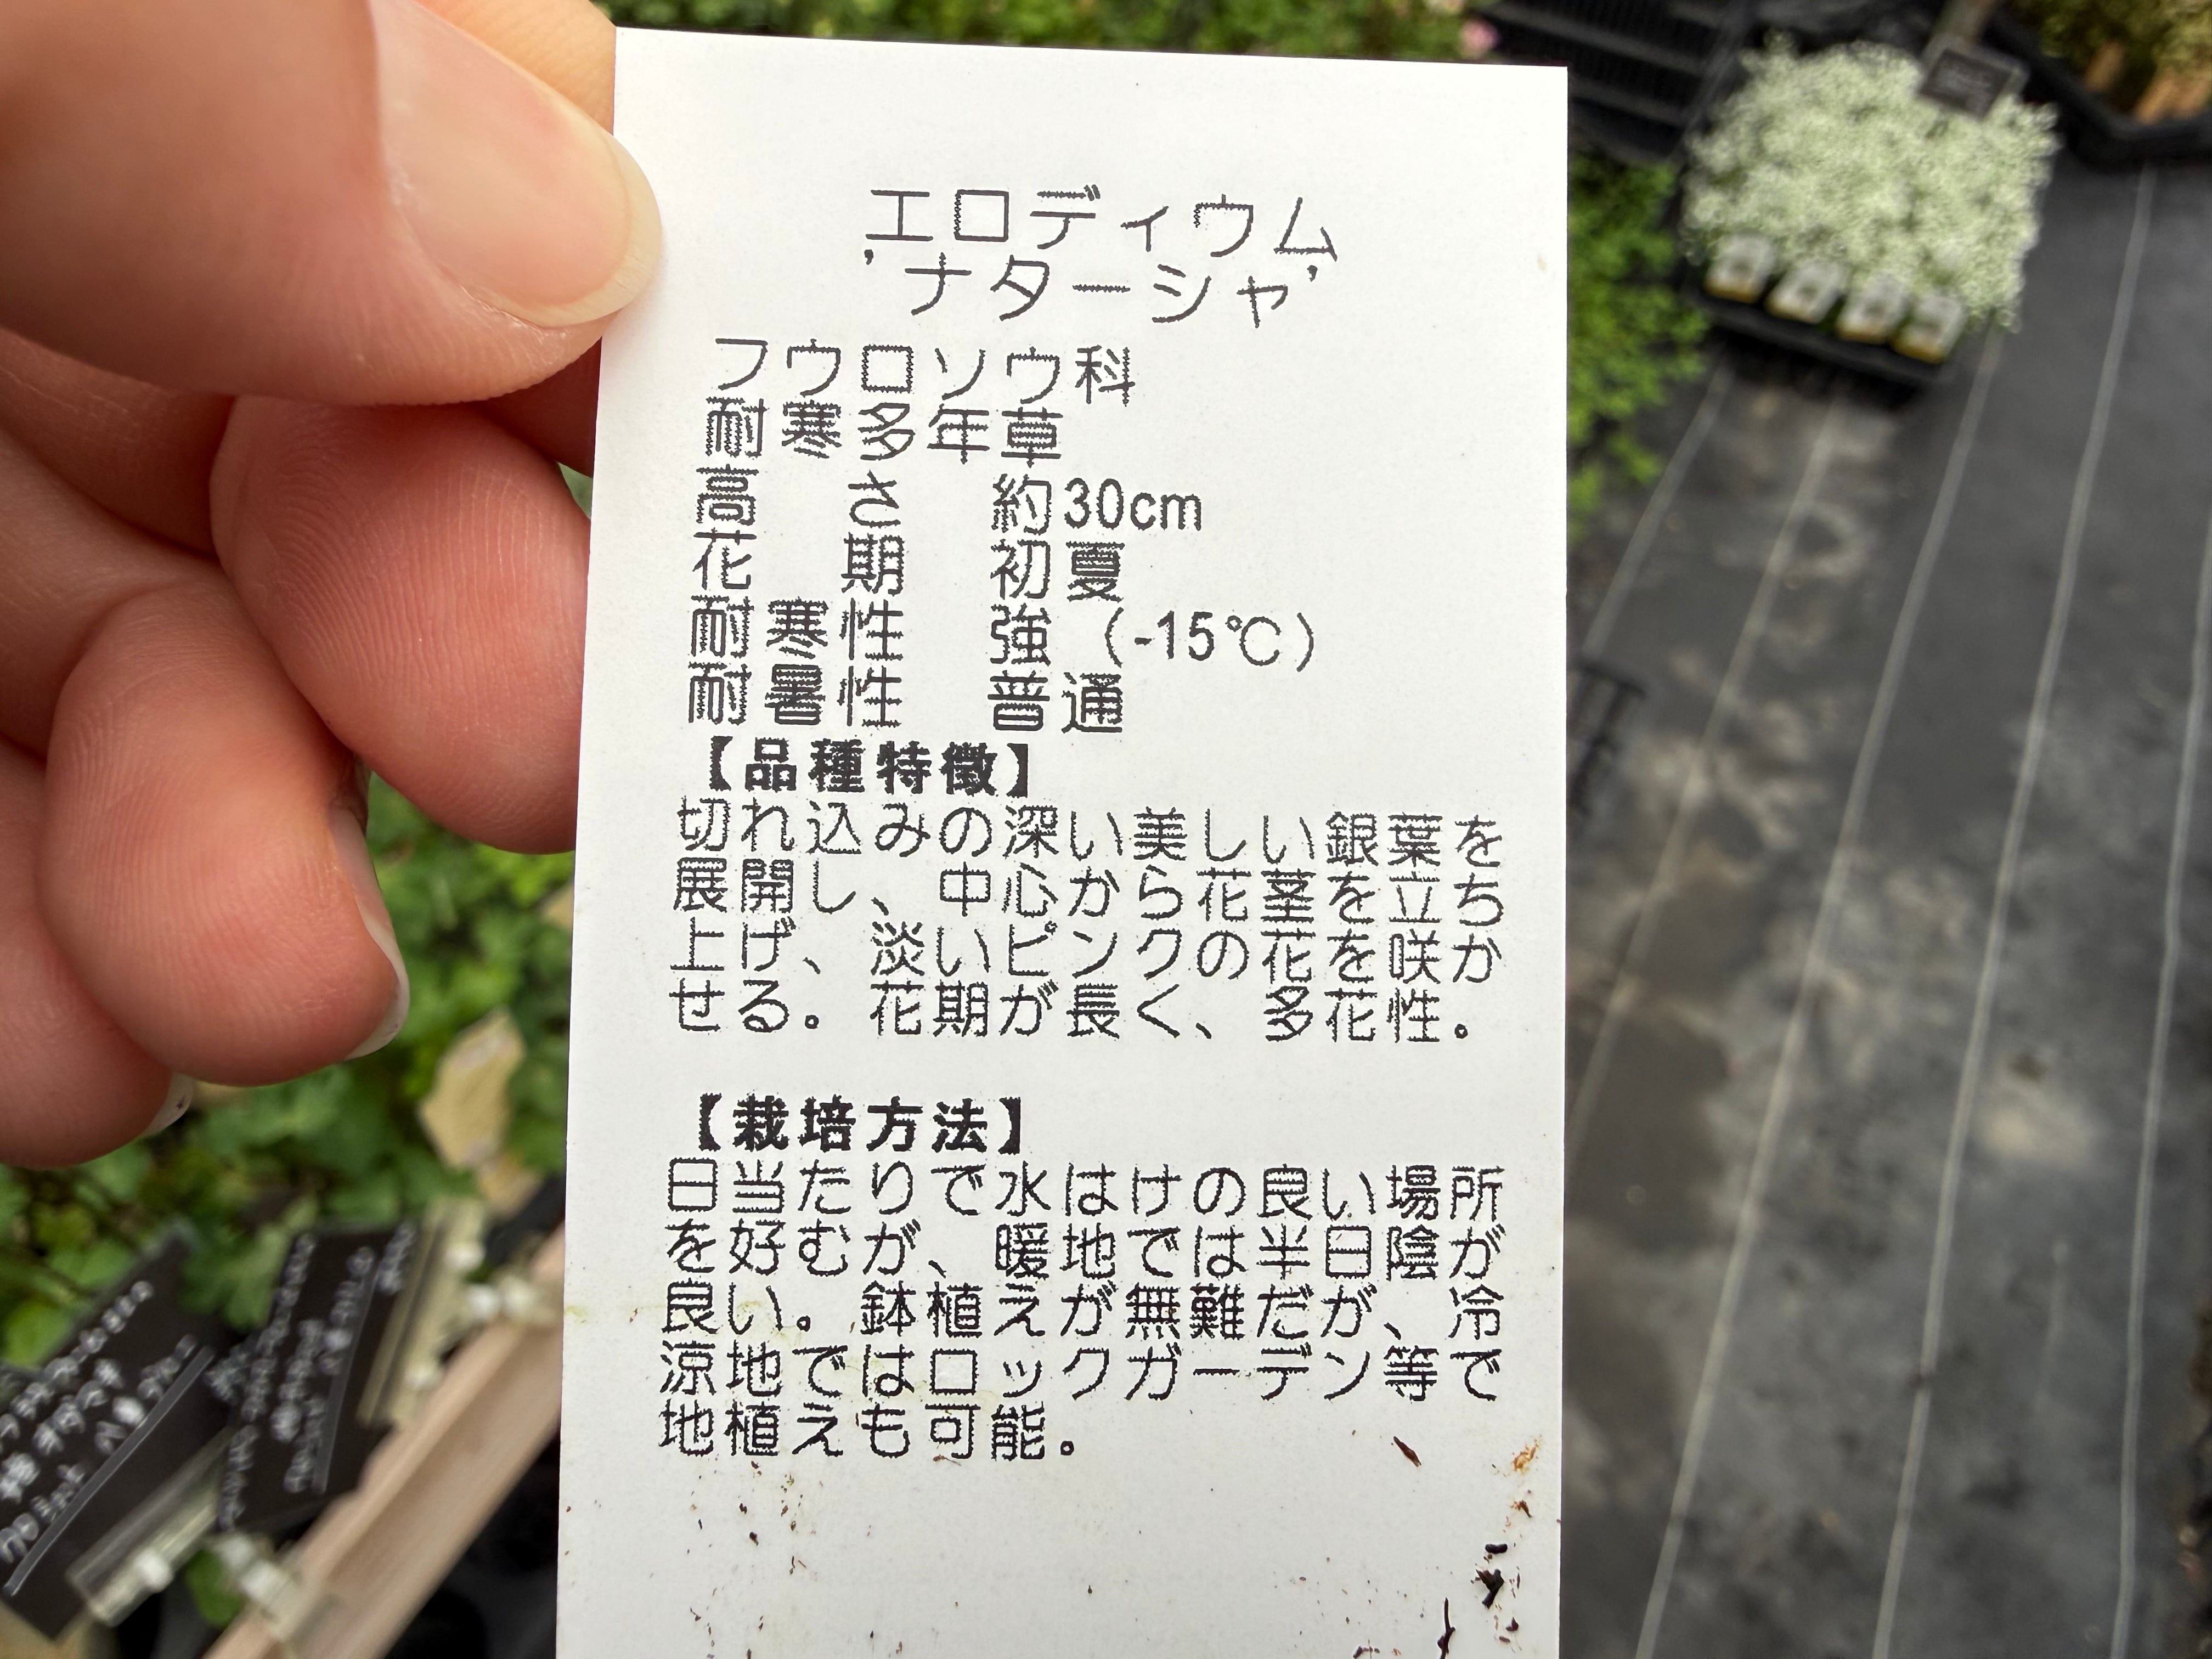 エロディウム
'ナターシャ'
フウロソウ科
耐寒多年草
高　さ　約30cm
花　期　初夏
耐寒性　強（-15℃）
耐暑性　普通
【品種特徴】
切れ込みの深い美しい銀葉を
展開し、中心から花茎を立ち
上げ、淡いピンクの花を咲か
せる。花期が長く、多花性。
【栽培方法】
日当たりで水はけの良い場所
を好むが、暖地では半日陰が
良い。鉢植えが無難だが、冷
涼地ではロックガーデン等で
地植えも可能。